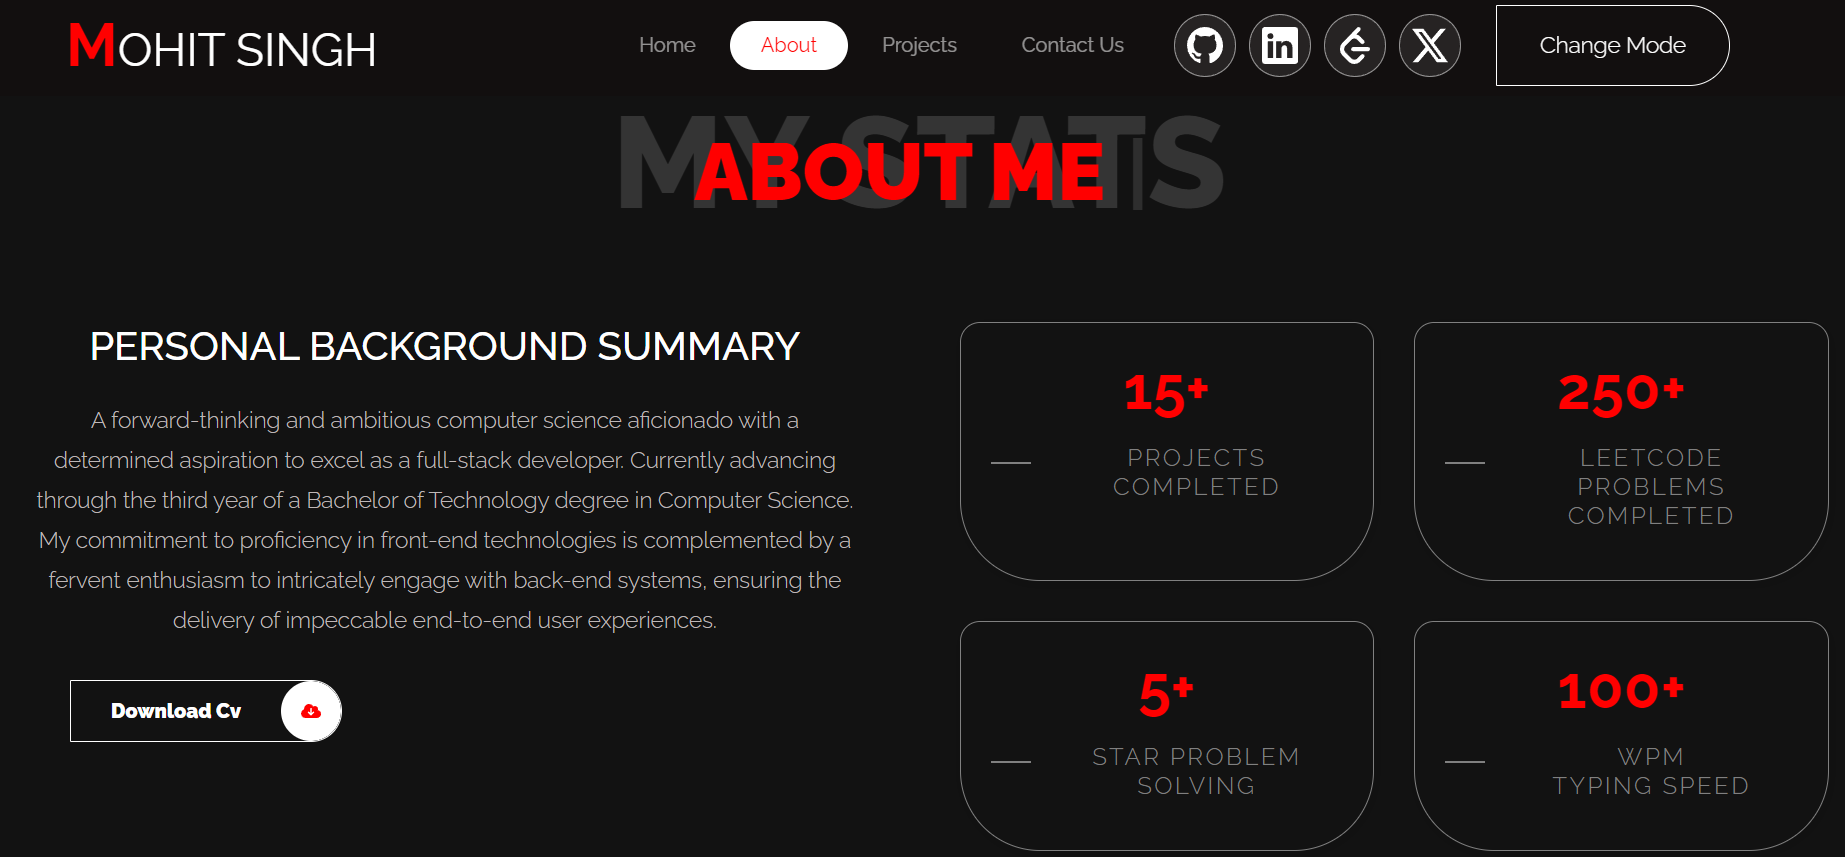 MOHIT SINGH
Home
About
Projects
Contact Us
Change Mode
MY STATS
ABOUT ME
PERSONAL BACKGROUND SUMMARY
A forward-thinking and ambitious computer science aficionado with a
determined aspiration to excel as a full-stack developer. Currently advancing
through the third year of a Bachelor of Technology degree in Computer Science.
My commitment to proficiency in front-end technologies is complemented by a
fervent enthusiasm to intricately engage with back-end systems, ensuring the
delivery of impeccable end-to-end user experiences.
Download Cv
15+
PROJECTS
COMPLETED
250+
LEETCODE
PROBLEMS
COMPLETED
5+
STAR PROBLEM
SOLVING
100+
WPM
TYPING SPEED